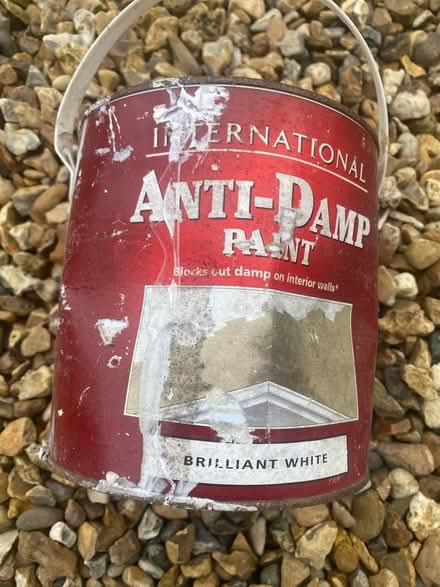 INTERNATIONAL
ANTI-DAMP
PAINT
Blocks out damp on interior walls*
BRILLIANT WHITE